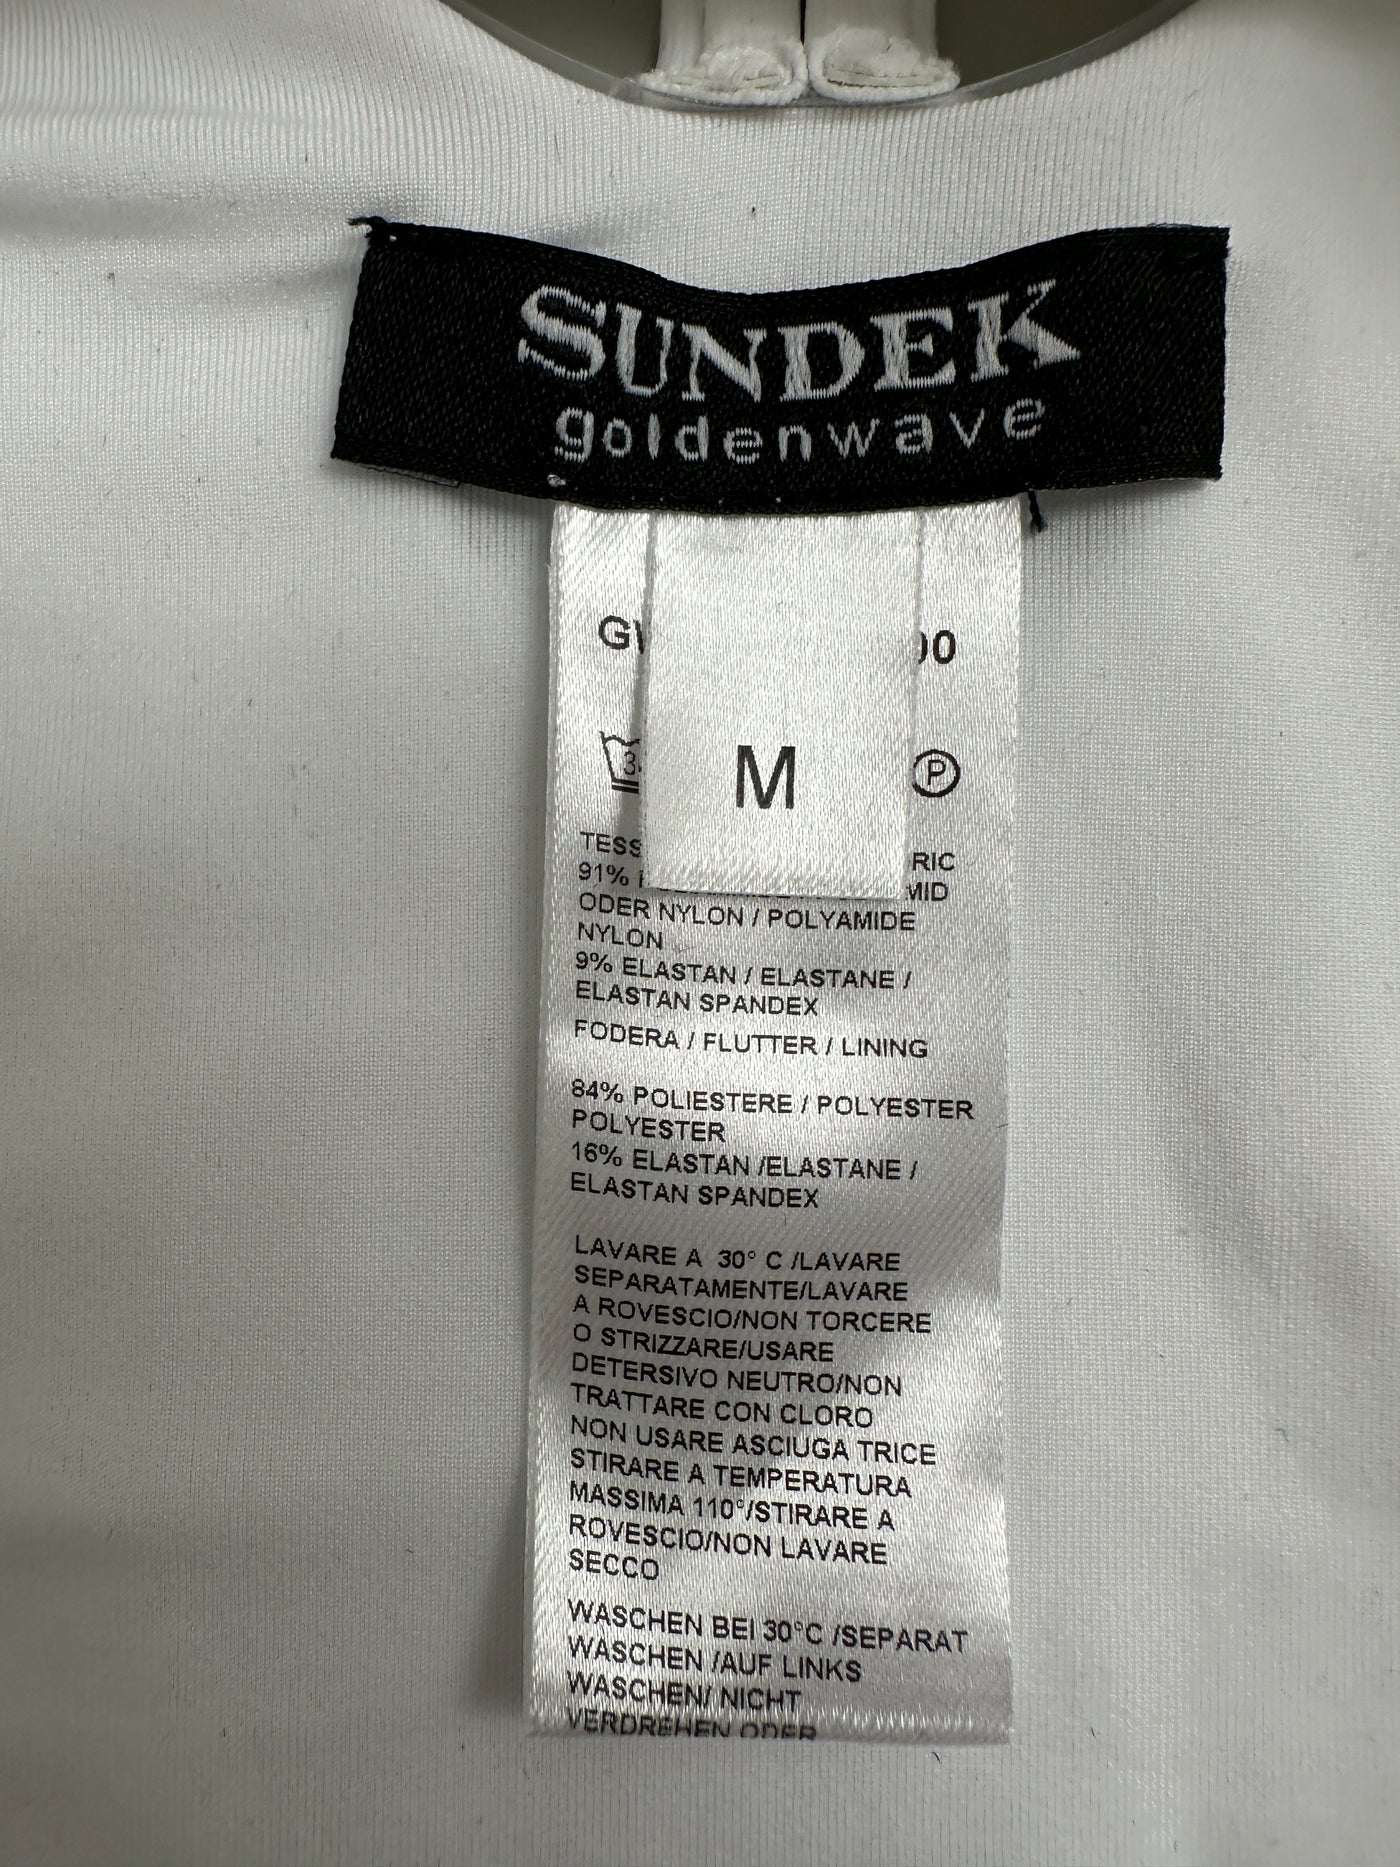 SUNDEK
goldenwave
M
P
91%
ODER NYLON / POLYAMIDE
NYLON
9% ELASTAN / ELASTANE /
ELASTAN SPANDEX
FODERA / FLUTTER / LINING
84% POLIESTERE / POLYESTER
POLYESTER
16% ELASTAN /ELASTANE /
ELASTAN SPANDEX
LAVARE A 30° C /LAVARE
SEPARATAMENTE/LAVARE
A ROVESCIO/NON TORCERE
O STRIZZARE/USARE
DETERSIVO NEUTRO/NON
TRATTARE CON CLORO
NON USARE ASCIUGA TRICE
STIRARE A TEMPERATURA
MASSIMA 110°/STIRARE A
ROVESCIO/NON LAVARE
SECCO
WASCHEN BEI 30°C /SEPARAT
WASCHEN /AUF LINKS
WASCHEN/ NICHT
VERDREHEN ODER